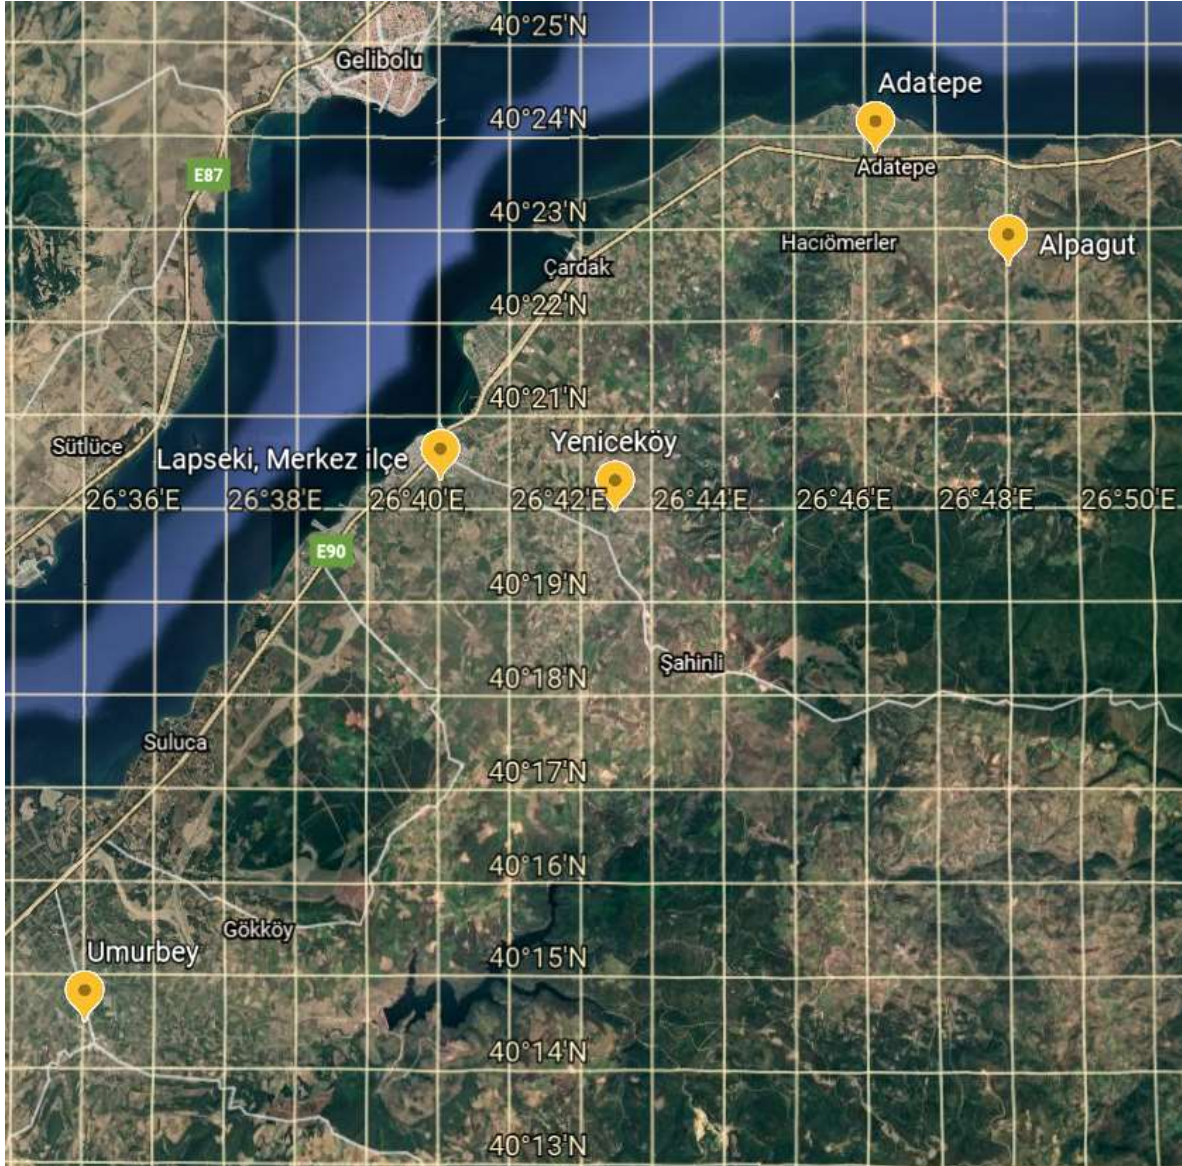 40°25'N
Gelibolu
Adatepe
40°24'N
Adatepe
E87
40°23'N
Hacıömerler
Alpagut
Çardak
40°22'N
40°21'N
Sütlüce
Lapseki, Merkez ilçe
Yeniceköy
26°36'E 26°38'E 26°40'E 26°42'E 26°44'E 26°46'E 26°48'E 26°50'E
E90
40°19'N
Şahinli
40°18'N
Suluca
40°17'N
40°16'N
Gökköy
Umurbey
40°15'N
40°14'N
40°13'N